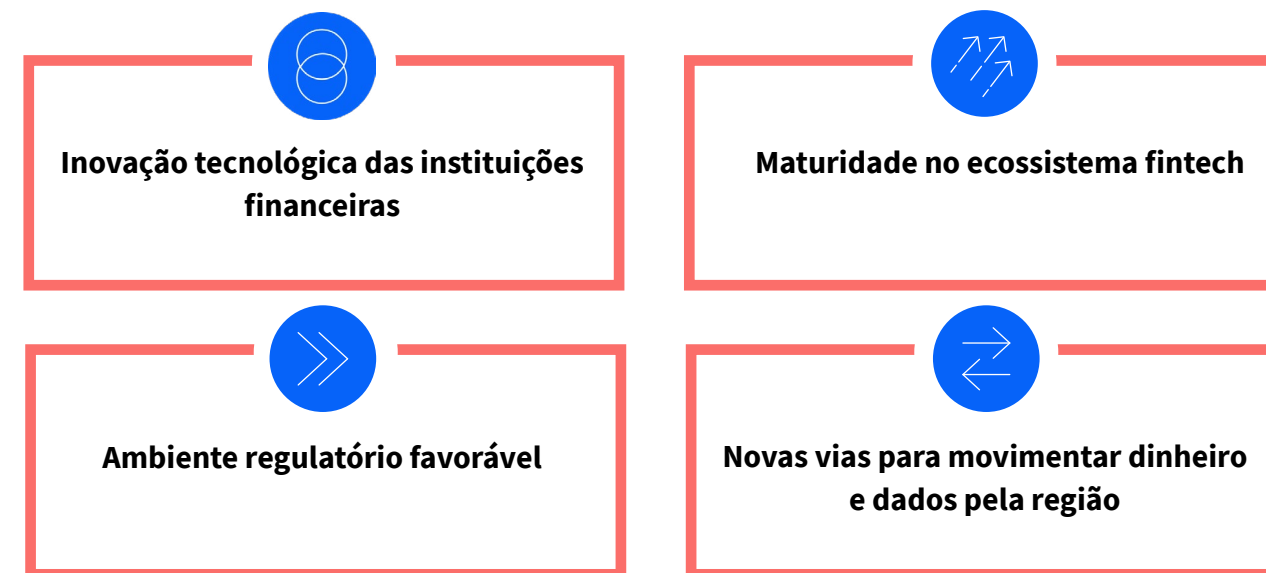 Inovação tecnológica das instituições
financeiras
Maturidade no ecossistema fintech
Ambiente regulatório favorável
Novas vias para movimentar dinheiro
e dados pela região